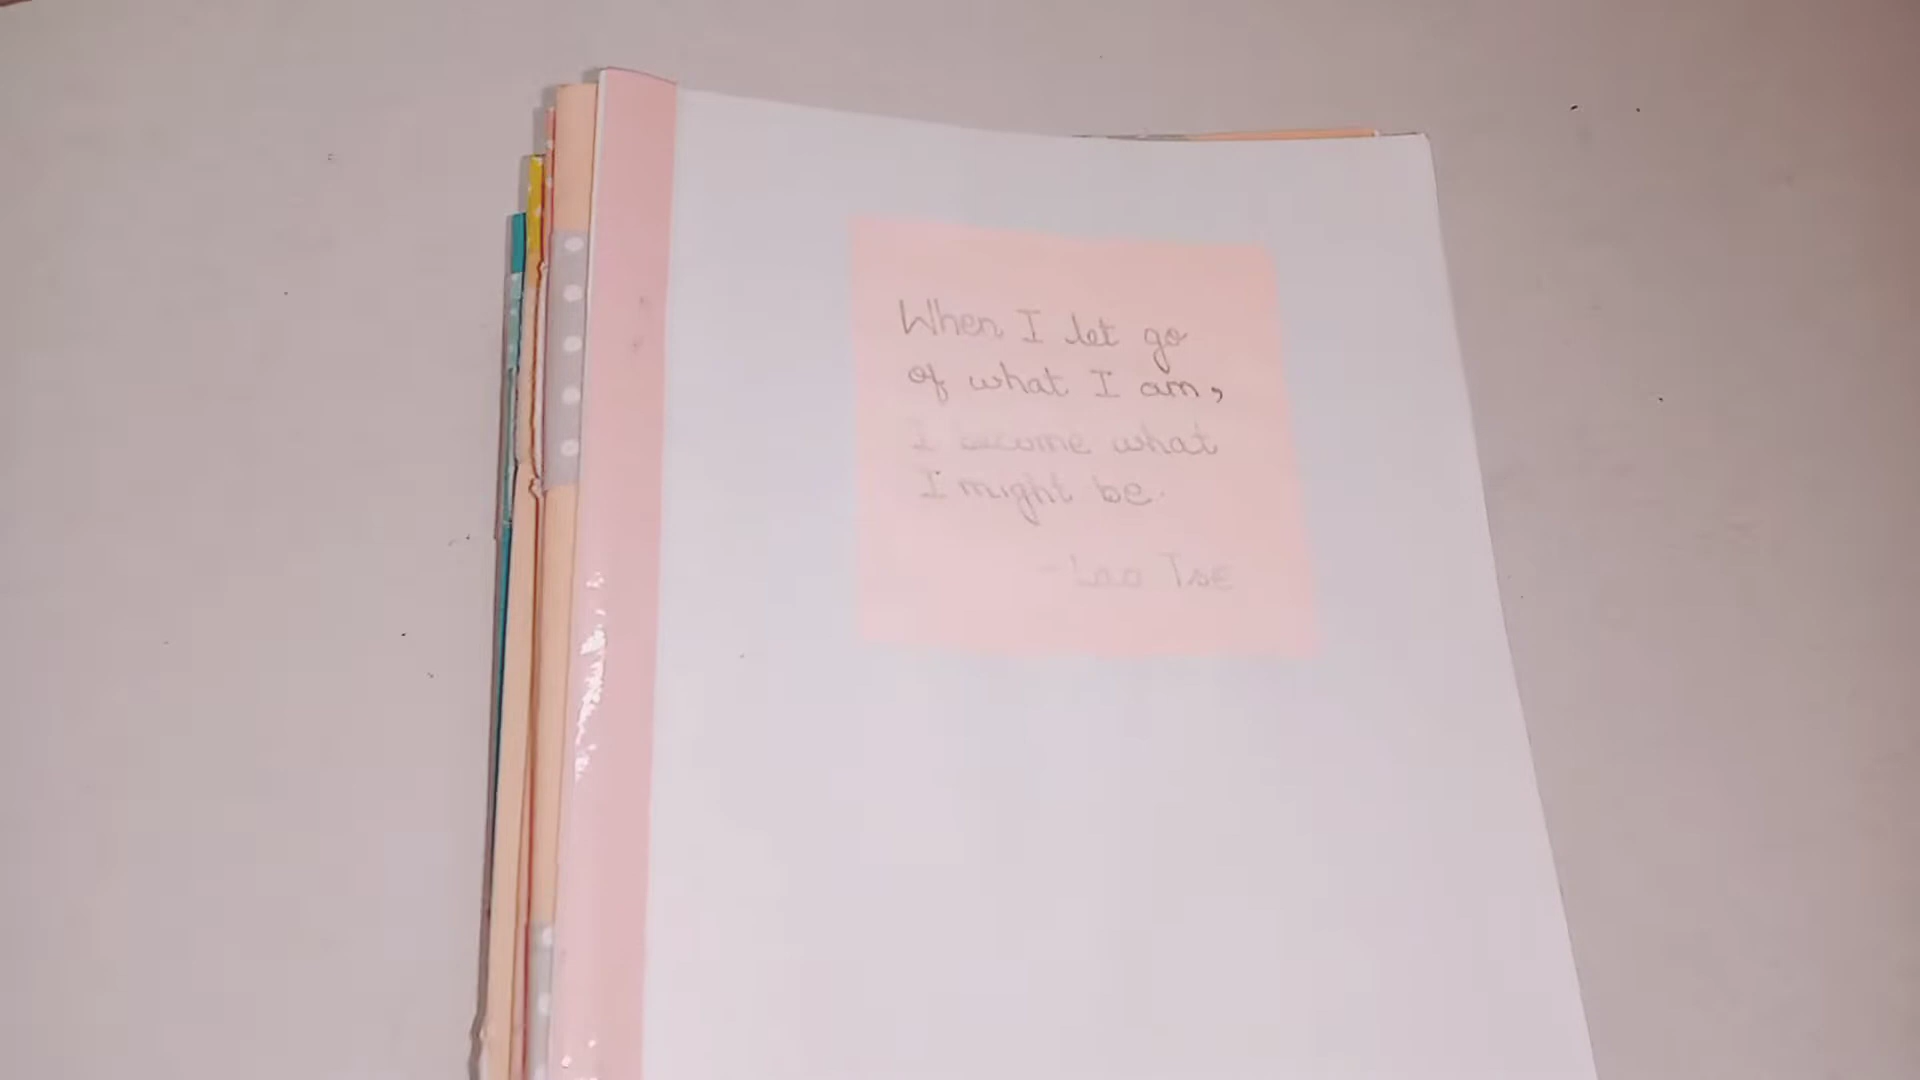 When I let go
of what I am,
I become what
I might be.
- Lao Tse